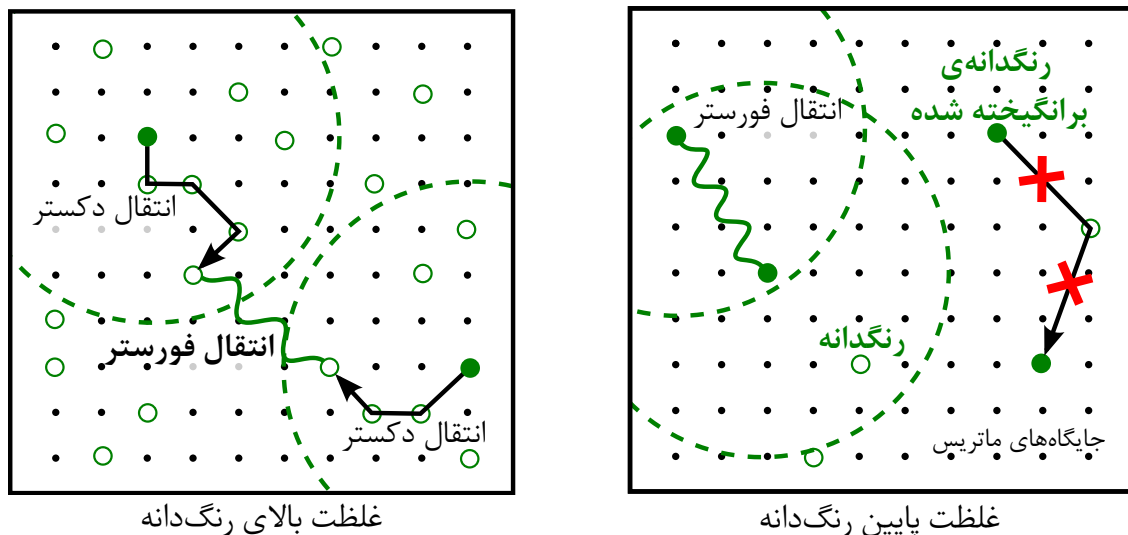 انتقال دکستر
انتقال فورستر
انتقال دکستر
غلظت بالای رنگ‌دانه
رنگدانه‌ی
برانگیخته شده
انتقال فورستر
رنگدانه
جایگاه‌های ماتریس
غلظت پایین رنگ‌دانه